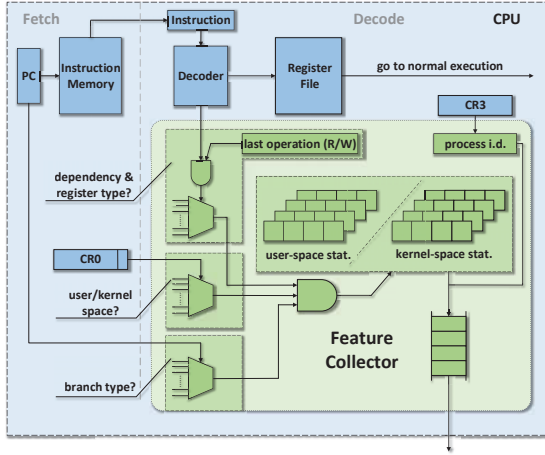 Fetch
Decode
CPU
Instruction
PC
Instruction
Memory
Decoder
Register
File
go to normal execution
CR3
last operation (R/W)
process i.d.
dependency &
register type?
user-space stat.
kernel-space stat.
CR0
user/kernel
space?
Feature
Collector
branch type?